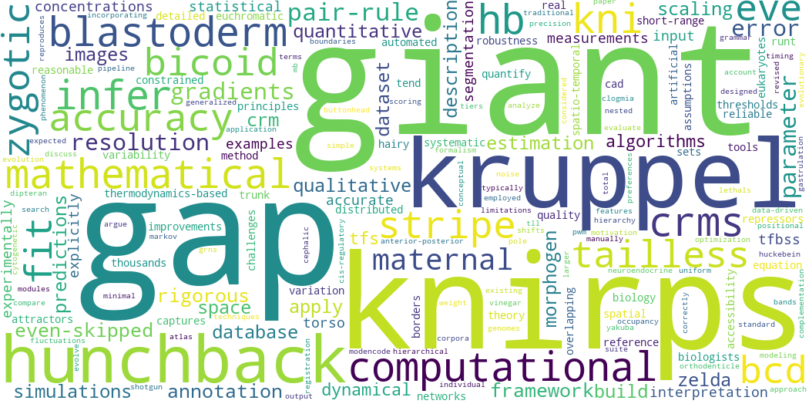 concentrations
statistical
pair-rule
hb
kni
scaling
eve
error
blastoderm
euchromatic
detailed
incorporating
traditional
precision
short-range
real
paper
images
quantitative
robustness
measurements
input
zygotic
bicoid
infer
gradients
accuracy
giant
description
segmentation
quantify
tend
cad
grammar
automated
runt
timing
revised
boundaries
terms
reasonable
constrained
pipeline
reproduces
phenomenon
generalized
principles
crm
application
dataset
artificial
assumptions
spatio-temporal
eukaryotes
thresholds
reliable
account
designed
nested
evaluate
tiers
analyze
considered
clogmia
scoring
buttonhead
hairy
systematic
formalism
simple
estimation
algorithms
sets
tools
parameter
resolution
examples
expected
variability
method
evolution
discuss
mathematical
qualitative
kruppel
conceptual
noise
typically
employed
limitations
hierarchy
total
features
preferences
data-driven
positional
gastrulation
dipteran
thermodynamics-based
trunk
systems
accurate
distributed
stripe
crms
quality
pwm
motivation
till
manually
shifts
pole
optimization
lethals
complementation
repressors
tfbss
huckebein
anterior-posterior
tfs
experimentally
cytogenetic
fit
predictions
explicitly
search
argue
markov
improvements
thousands
grns
challenges
gap
cephalic
cis-regulatory
maternal
tailless
morphogen
larger
neuroendocrine
uniform
accessibility
equation
modules
compare
minimal
rigorous
variation
torso
apply
borders
existing
weight
vinegar
theory
genomes
overlapping
biology
spatial
occupancy
yakuba
bands
correctly
standard
modeling
approach
attractors
captures
space
even-skipped
database
knirps
reference
suite
biologists
fluctuations
evolve
atlas
techniques
hunchback
registration
computational
corpora
modencode
hierarchical
zelda
orthodenticle
bcd
simulations
annotation
shotgun
output
dynamical
networks
individual
framework
build
interpretation